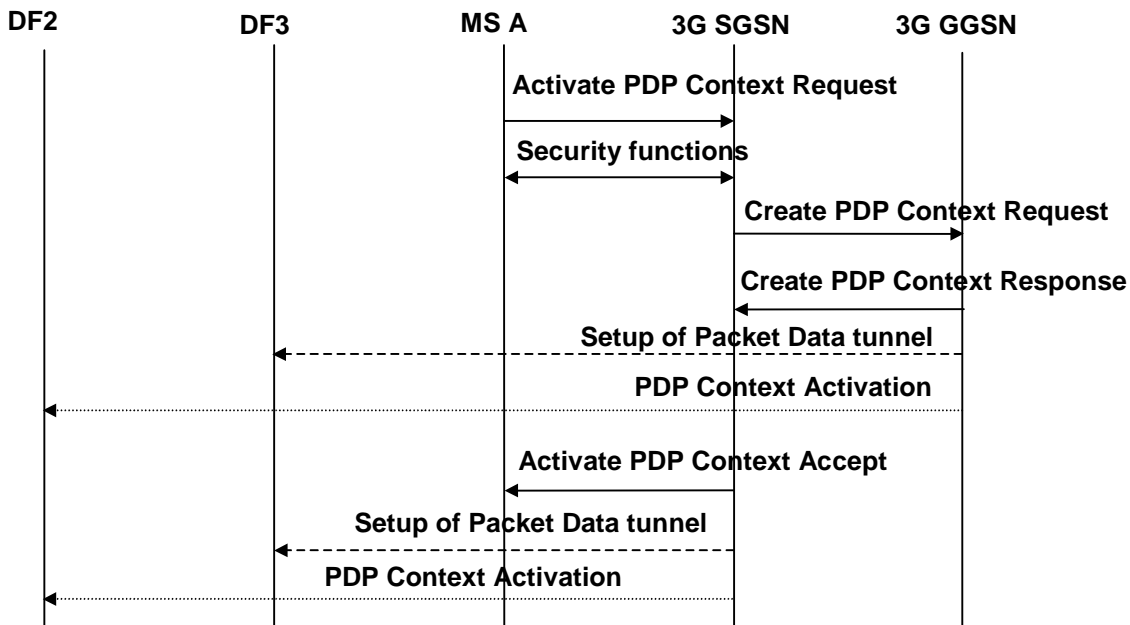 DF2
DF3
MS A
3G SGSN
3G GGSN
Activate PDP Context Request
Security functions
Create PDP Context Request
Create PDP Context Response
Setup of Packet Data tunnel
PDP Context Activation
Activate PDP Context Accept
Setup of Packet Data tunnel
PDP Context Activation